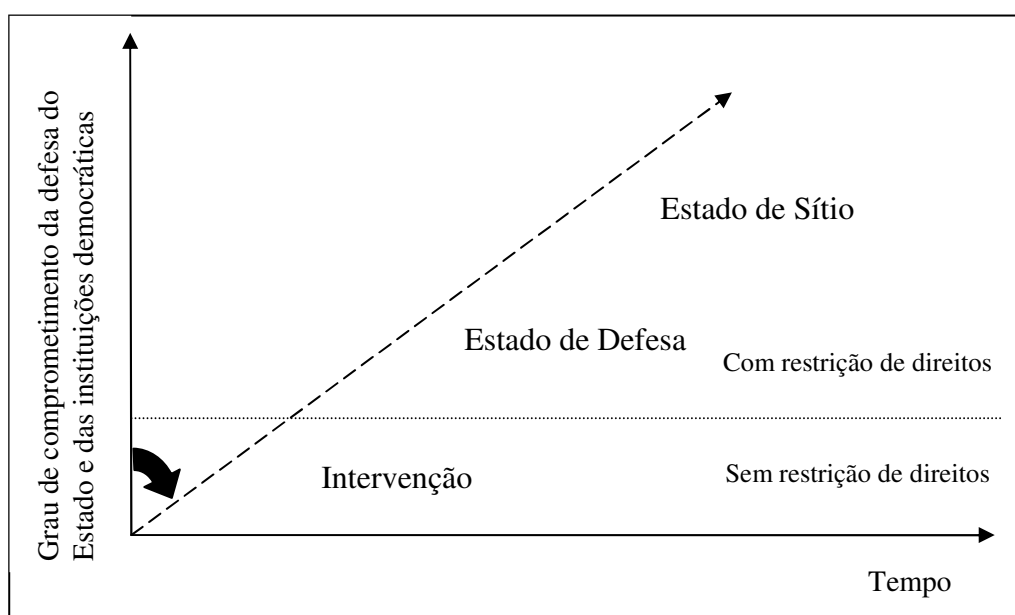 Grau de comprometimento da defesa do
Estado e das instituições democráticas
Estado de Sítio
Estado de Defesa
Com restrição de direitos
Intervenção
Sem restrição de direitos
Tempo